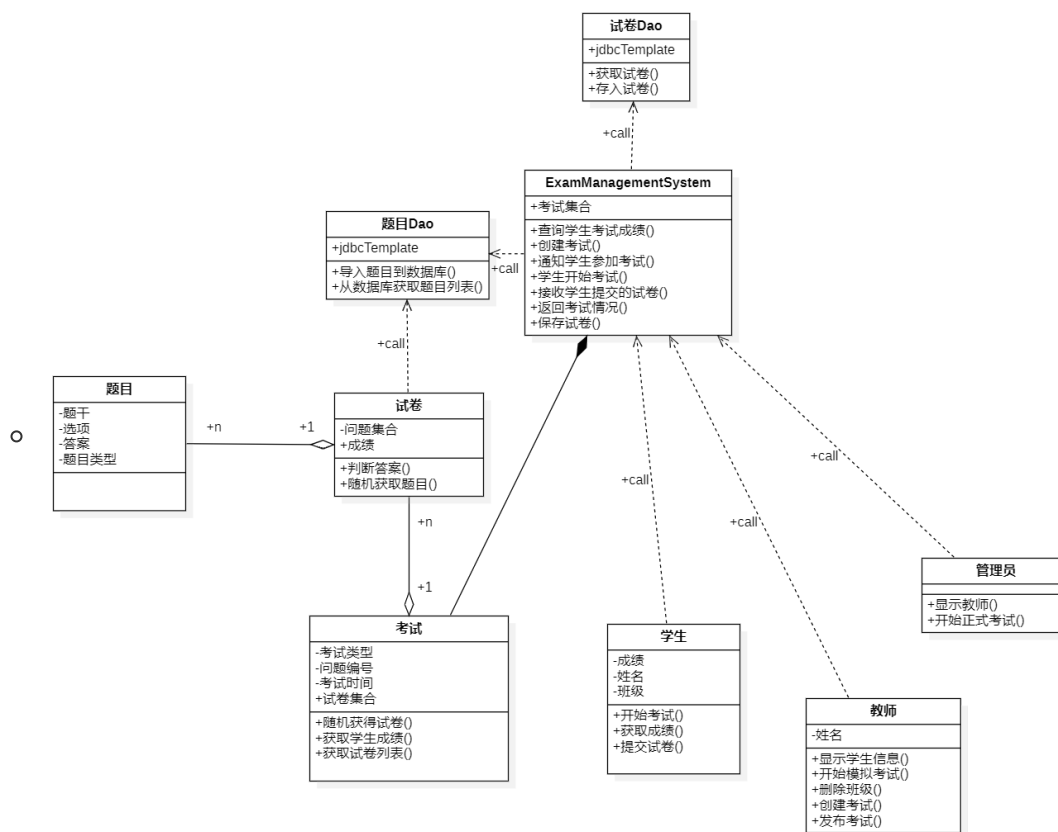 试卷Dao
+jdbcTemplate
+获取试卷()
+存入试卷()
+call
ExamManagementSystem
+考试集合
+查询学生考试成绩()
+创建考试()
+通知学生参加考试()
+学生开始考试()
+接收学生提交的试卷()
+返回考试情况()
+保存试卷()
题目Dao
+jdbcTemplate
+导入题目到数据库()
+从数据库获取题目列表()
+call
+call
题目
-题干
-选项
-答案
-题目类型
+n
+1
试卷
-问题集合
+成绩
+判断答案()
+随机获取题目()
+n
+1
+call
+call
+call
考试
-考试类型
-问题编号
-考试时间
+试卷集合
+随机获得试卷()
+获取学生成绩()
+获取试卷列表()
学生
-成绩
-姓名
-班级
+开始考试()
+获取成绩()
+提交试卷()
管理员
+显示教师()
+开始正式考试()
教师
-姓名
+显示学生信息()
+开始模拟考试()
+删除班级()
+创建考试()
+发布考试()